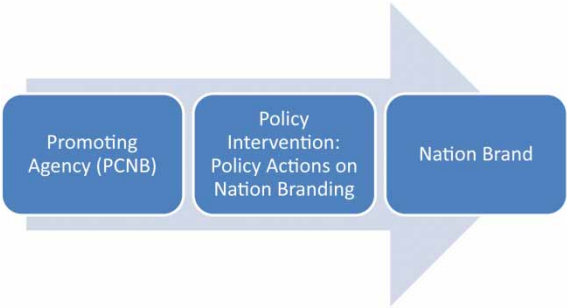 Promoting
Agency (PCNB)
Policy
Intervention:
Policy Actions on
Nation Branding
Nation Brand